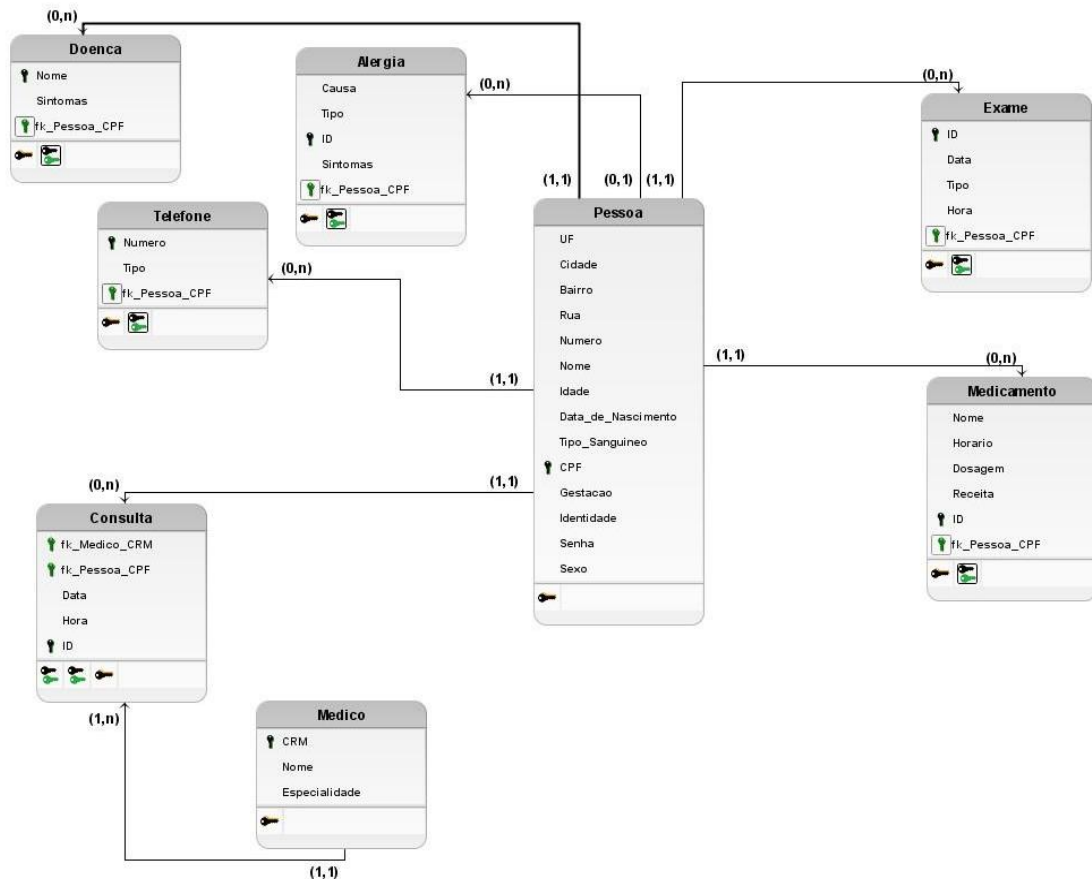 (0,n)
Doenca
Nome
Sintomas
fk_Pessoa_CPF
Alergia
Causa
Tipo
ID
Sintomas
fk_Pessoa_CPF
(0,n)
(0,n)
Exame
ID
Data
Tipo
Hora
fk_Pessoa_CPF
(1,1)
(0,1)
(1,1)
Telefone
Numero
Tipo
fk_Pessoa_CPF
(0,n)
(1,1)
Pessoa
UF
Cidade
Bairro
Rua
Numero
Nome
Idade
Data_de_Nascimento
Tipo_Sanguineo
CPF
Gestacao
Identidade
Senha
Sexo
(1,1)
(0,n)
Medicamento
Nome
Horario
Dosagem
Receita
ID
fk_Pessoa_CPF
(1,1)
(0,n)
Consulta
fk_Medico_CRM
fk_Pessoa_CPF
Data
Hora
ID
(1,n)
Medico
CRM
Nome
Especialidade
(1,1)